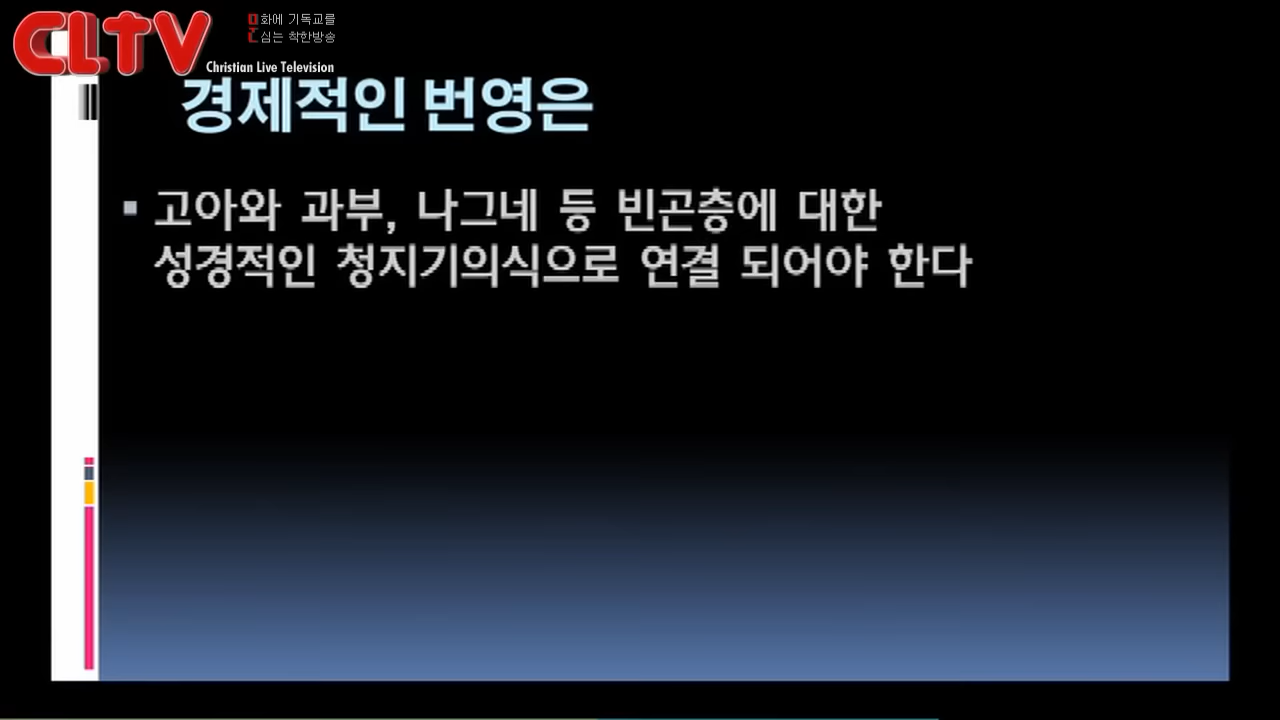 CLTV
문화에 기독교를
심는 착한방송
Christian Live Television
경제적인 번영은
고아와 과부, 나그네 등 빈곤층에 대한
성경적인 청지기의식으로 연결 되어야 한다